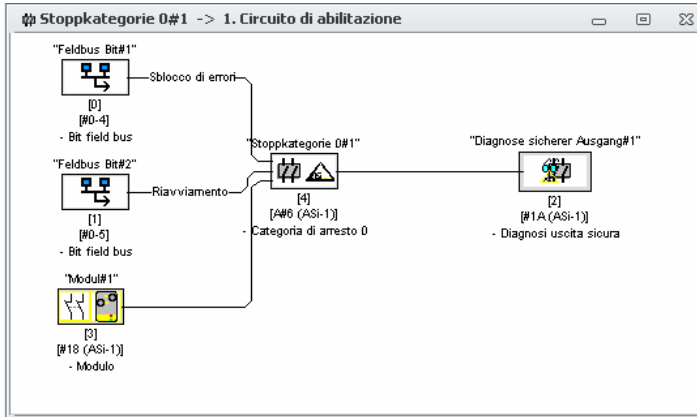 Stoppkategorie 0#1 -> 1. Circuito di abilitazione
"Feldbus Bit#1"
Sblocco di errori
[0]
[#0-4]
- Bit field bus
"Feldbus Bit#2"
Riavviamento
[1]
[#0-5]
- Bit field bus
"Modul#1"
[3]
[#18 (ASi-1)]
- Modulo
"Stoppkategorie 0#1"
[4]
[A#6 (ASi-1)]
- Categoria di arresto 0
"Diagnose sicherer Ausgang#1"
[2]
[#1A (ASi-1)]
- Diagnosi uscita sicura